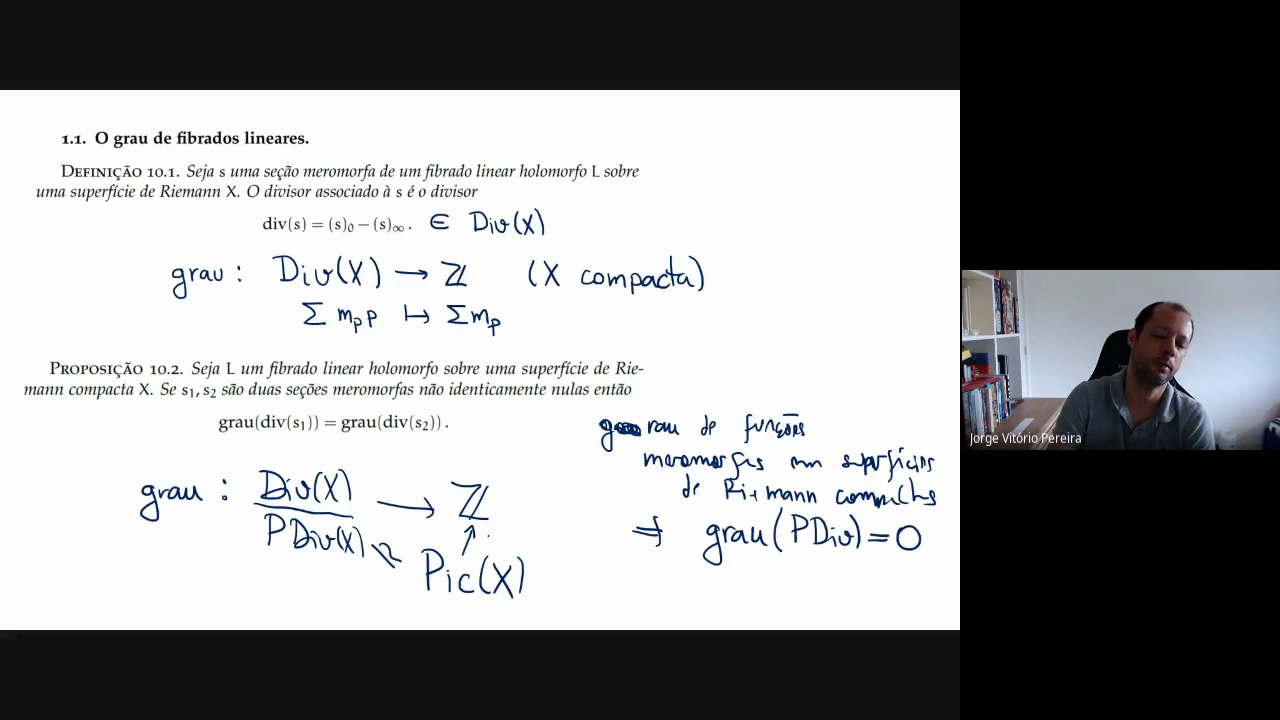 1.1. O grau de fibrados lineares.
DEFINIÇÃO 10.1. Seja s uma seção meromorfa de um fibrado linear holomorfo L sobre
uma superfície de Riemann X. O divisor associado à s é o divisor
div(s) = (s)₀ − (s)∞ . ∈ Div(X)
grau : Div(X) → ℤ (X compacta)
Σ m_p p ↦ Σ m_p
PROPOSIÇÃO 10.2. Seja L um fibrado linear holomorfo sobre uma superfície de Rie-
mann compacta X. Se s₁, s₂ são duas seções meromorfas não identicamente nulas então
grau(div(s₁)) = grau(div(s₂)) .
grau de funções
meromorfas em superfícies
de Riemann compactas
⇒ grau(PDiv) = 0
grau : Div(X) → ℤ
PDiv(X) ≅ ↑
Pic(X)
Jorge Vitório Pereira